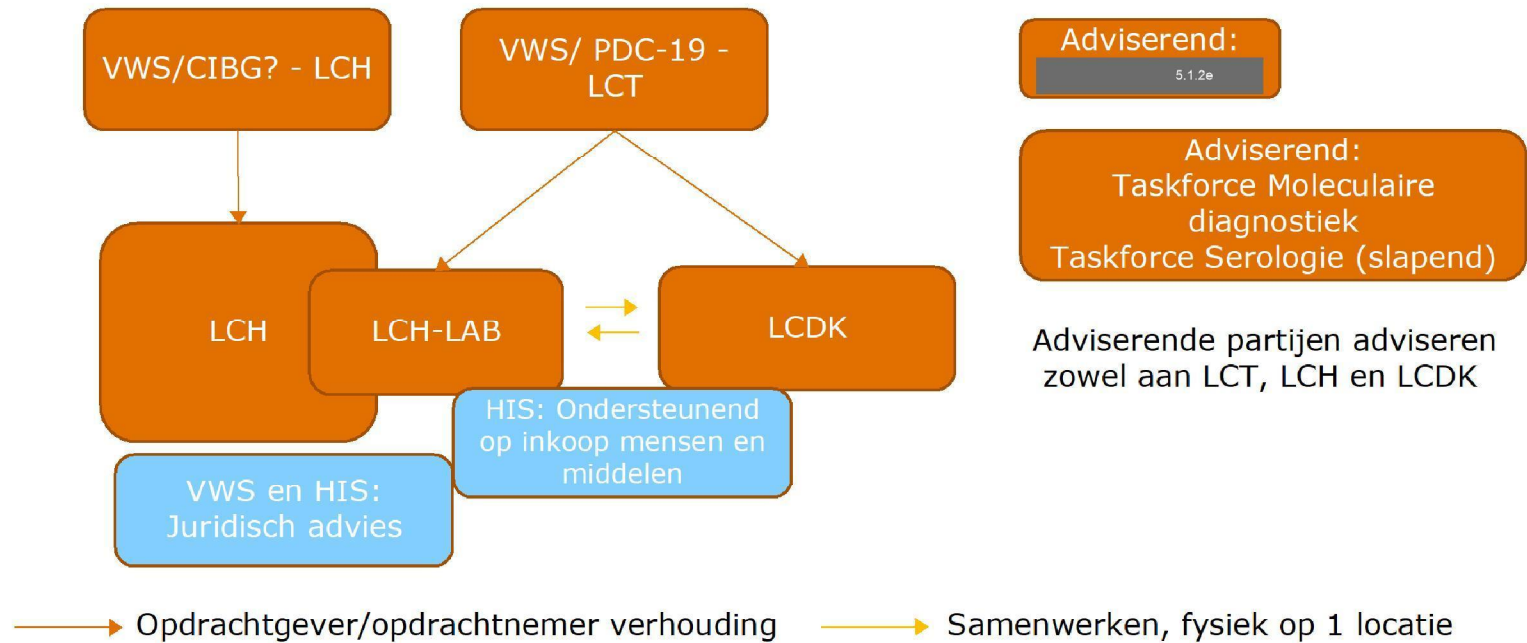 VWS/CIBG? - LCH
VWS/ PDC-19 -
LCT
Adviserend:
5.1.2e
Adviserend:
Taskforce Moleculaire
diagnostiek
Taskforce Serologie (slapend)
LCH
LCH-LAB
LCDK
Adviserende partijen adviseren
zowel aan LCT, LCH en LCDK
HIS: Ondersteunend
op inkoop mensen en
middelen
VWS en HIS:
Juridisch advies
Opdrachtgever/opdrachtnemer verhouding
Samenwerken, fysiek op 1 locatie